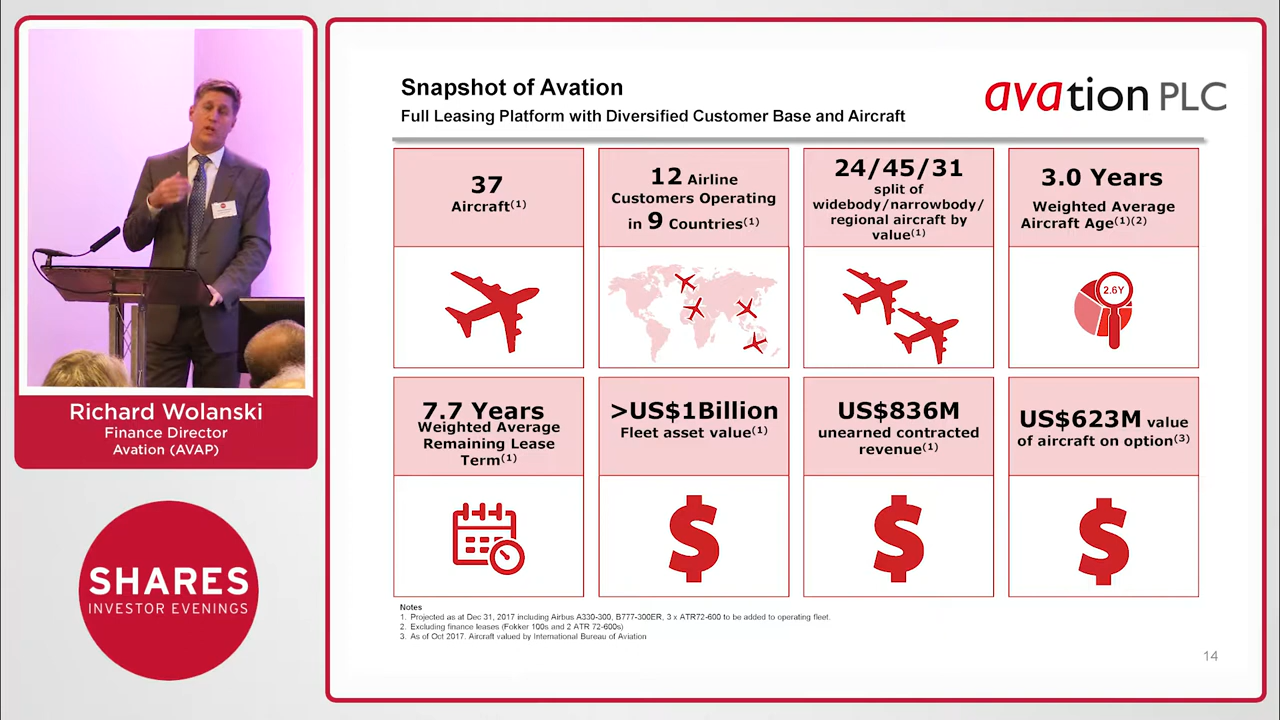 Snapshot of Avation
Full Leasing Platform with Diversified Customer Base and Aircraft
avation PLC
37
Aircraft(1)
12 Airline
Customers Operating
in 9 Countries(1)
24/45/31
split of
widebody/narrowbody/
regional aircraft by
value(1)
3.0 Years
Weighted Average
Aircraft Age(1)(2)
2.6Y
7.7 Years
Weighted Average
Remaining Lease
Term(1)
>US$1Billion
Fleet asset value(1)
US$836M
unearned contracted
revenue(1)
US$623M value
of aircraft on option(3)
Notes
1. Projected as at Dec 31, 2017 including Airbus A330-300, B777-300ER, 3 x ATR72-600 to be added to operating fleet.
2. Excluding finance leases (Fokker 100s and 2 ATR 72-600s)
3. As of Oct 2017. Aircraft valued by International Bureau of Aviation
14
Richard Wolanski
Finance Director
Avation (AVAP)
SHARES
INVESTOR EVENINGS